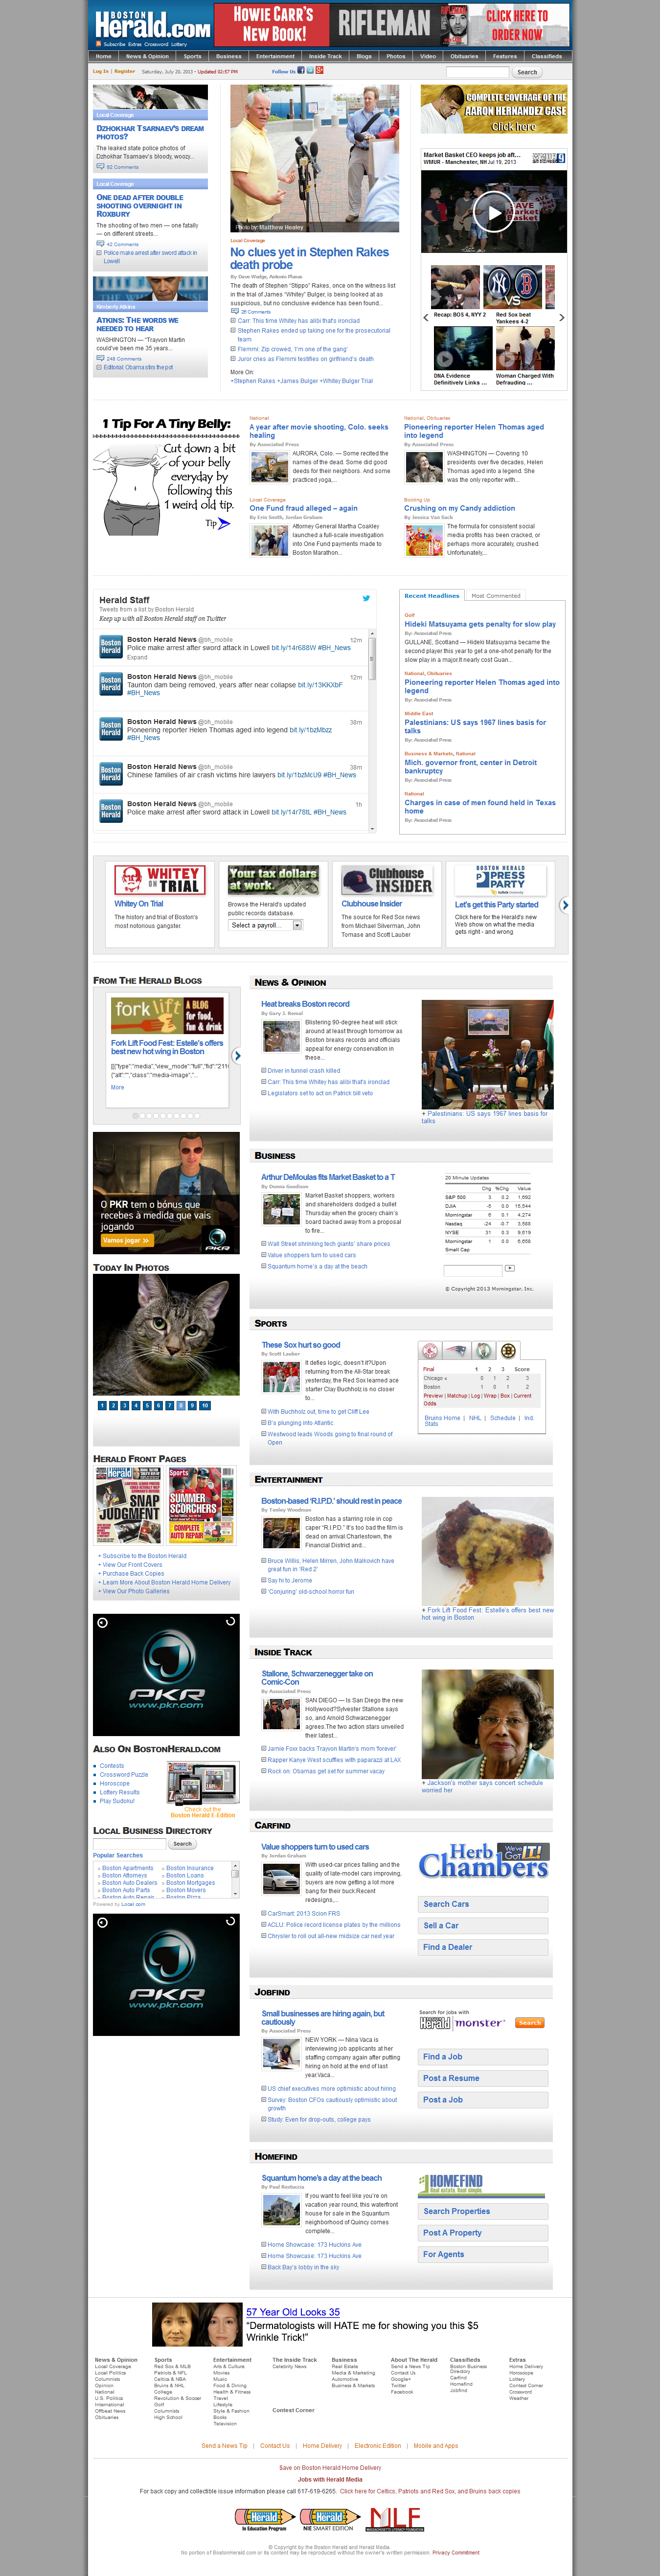 BOSTON
Herald.com
Subscribe Extras Crossword Lottery
HOWIE CARR'S
New BOOK!
RIFLEMAN
CLICK HERE
TO ORDER NOW
Home News & Opinion Sports Business Entertainment Inside Track Blogs Photos Video Obituaries Features Classifieds
Log In | Register Saturday, July 20, 2013 - Updated 02:57 PM Follow Us Search
Local Coverage
Dzhokhar Tsarnaev's dream
photos?
The leaked state police photos of
Dzhokhar Tsarnaev's bloody, woozy...
92 Comments
Local Coverage
One dead after double
shooting overnight in
Roxbury
The shooting of two men — one fatally
— on different streets...
42 Comments
Police make arrest after sword attack in
Lowell
Kimberly Atkins
Atkins: The words we
needed to hear
WASHINGTON — “Trayvon Martin
could've been me 35 years...
248 Comments
Editorial: Obama stirs the pot
Photo by: Matthew Healey
Local Coverage
No clues yet in Stephen Rakes
death probe
By Dave Wedge, Antonio Planas
The death of Stephen “Stippo” Rakes, once on the witness list
in the trial of James “Whitey” Bulger, is being looked at as
suspicious, but no conclusive evidence has been found...
28 Comments
Carr: This time Whitey has alibi that's ironclad
Stephen Rakes ended up taking one for the prosecutorial
team
Flemmi: Zip crowed, ‘I'm one of the gang’
Juror cries as Flemmi testifies on girlfriend's death
More On:
+Stephen Rakes +James Bulger +Whitey Bulger Trial
COMPLETE COVERAGE OF THE
AARON HERNANDEZ CASE
Click here
Market Basket CEO keeps job aft...
WMUR - Manchester, NH Jul 19, 2013
SAVE
Market
Basket
VS
Recap: BOS 4, NYY 2
Red Sox beat
Yankees 4-2
DNA Evidence
Definitively Links ...
Woman Charged With
Defrauding ...
1 Tip For A Tiny Belly:
Cut down a bit
of your belly
everyday by
following this
1 weird old tip.
Tip
National
A year after movie shooting, Colo. seeks
healing
By Associated Press
AURORA, Colo. — Some recited the
names of the dead. Some did good
deeds for their neighbors. And some
practiced yoga,...
National, Obituaries
Pioneering reporter Helen Thomas aged
into legend
By Associated Press
WASHINGTON — Covering 10
presidents over five decades, Helen
Thomas aged into a legend. She
was the only reporter with...
Local Coverage
One Fund fraud alleged – again
By Erin Smith, Jordan Graham
Attorney General Martha Coakley
launched a full-scale investigation
into One Fund payments made to
Boston Marathon...
Booting Up
Crushing on my Candy addiction
By Jessica Van Sack
The formula for consistent social
media profits has been cracked, or
perhaps more accurately, crushed.
Unfortunately,...
Herald Staff
Tweets from a list by Boston Herald
Keep up with all Boston Herald staff on Twitter
Boston Herald News @bh_mobile 12m
Police make arrest after sword attack in Lowell bit.ly/14r688W #BH_News
Expand
Boston Herald News @bh_mobile 12m
Taunton dam being removed, years after near collapse bit.ly/13KKXbF
#BH_News
Boston Herald News @bh_mobile 38m
Pioneering reporter Helen Thomas aged into legend bit.ly/1bzMbzz
#BH_News
Boston Herald News @bh_mobile 38m
Chinese families of air crash victims hire lawyers bit.ly/1bzMcU9 #BH_News
Boston Herald News @bh_mobile 1h
Police make arrest after sword attack in Lowell bit.ly/14r78tL #BH_News
Recent Headlines Most Commented
Golf
Hideki Matsuyama gets penalty for slow play
By: Associated Press
GULLANE, Scotland — Hideki Matsuyama became the
second player this year to get a one-shot penalty for the
slow play in a major.It nearly cost Guan...
National, Obituaries
Pioneering reporter Helen Thomas aged into
legend
By: Associated Press
Middle East
Palestinians: US says 1967 lines basis for
talks
By: Associated Press
Business & Markets, National
Mich. governor front, center in Detroit
bankruptcy
By: Associated Press
National
Charges in case of men found held in Texas
home
By: Associated Press
WHITEY
On TRIAL
Whitey On Trial
The history and trial of Boston's
most notorious gangster.
Your tax dollars
at work.
Browse the Herald's updated
public records database.
Select a payroll...
Clubhouse
INSIDER
Clubhouse Insider
The source for Red Sox news
from Michael Silverman, John
Tomase and Scott Lauber
BOSTON HERALD
PRESS
PARTY
Let's get this Party started
Click here for the Herald's new
Web show on what the media
gets right - and wrong
From The Herald Blogs
fork lift
A BLOG
for food,
fun & drink
Fork Lift Food Fest: Estelle's offers
best new hot wing in Boston
[[{"type":"media","view_mode":"full","fid":"211
{"alt":"","class":"media-image",'...
More
O PKR tem o bónus que
recebes à medida que vais
jogando
Vamos jogar >>
PKR
Today In Photos
1 2 3 4 5 6 7 8 9 10
Herald Front Pages
Herald
SNAP
JUDGMENT
Sports
SUMMER
SCORCHERS
COMPLETE
AUTO REPAIR
+ Subscribe to the Boston Herald
+ View Our Front Covers
+ Purchase Back Copies
+ Learn More About Boston Herald Home Delivery
+ View Our Photo Galleries
PKR
www.pkr.com
Also On BostonHerald.com
Contests
Crossword Puzzle
Horoscope
Lottery Results
Play Sudoku!
Check out the
Boston Herald E-Edition
Local Business Directory
Search
Popular Searches
Boston Apartments Boston Insurance
Boston Attorneys Boston Loans
Boston Auto Dealers Boston Mortgages
Boston Auto Parts Boston Movers
Boston Auto Repair Boston Pizza
Powered by Local.com
PKR
www.pkr.com
News & Opinion
Heat breaks Boston record
By Gary J. Remal
Blistering 90-degree heat will stick
around at least through tomorrow as
Boston breaks records and officials
appeal for energy conservation in
these...
Driver in tunnel crash killed
Carr: This time Whitey has alibi that's ironclad
Legislators set to act on Patrick bill veto
+ Palestinians: US says 1967 lines basis for
talks
Business
Arthur DeMoulas fits Market Basket to a T
By Donna Goodison
Market Basket shoppers, workers
and shareholders dodged a bullet
Thursday when the grocery chain's
board backed away from a proposal
to fire...
Wall Street shrinking tech giants' share prices
Value shoppers turn to used cars
Squantum home's a day at the beach
20 Minute Updates
Chg %Chg Value
S&P 500 3 0.2 1,692
DJIA -5 0.0 15,544
Morningstar 6 0.1 4,274
Nasdaq -24 -0.7 3,588
NYSE 31 0.3 9,619
Morningstar 1 0.0 6,668
Small Cap
© Copyright 2013 Morningstar, Inc.
Sports
These Sox hurt so good
By Scott Lauber
It defies logic, doesn't it?Upon
returning from the All-Star break
yesterday, the Red Sox learned ace
starter Clay Buchholz is no closer
to...
With Buchholz out, time to get Cliff Lee
B's plunging into Atlantic
Westwood leads Woods going to final round of
Open
Final 1 2 3 Score
Chicago 0 1 2 3
Boston 1 0 1 2
Preview | Matchup | Log | Wrap | Box | Current
Odds
Bruins Home | NHL | Schedule | Ind.
Stats
Entertainment
Boston-based ‘R.I.P.D.’ should rest in peace
By Tenley Woodman
Boston has a starring role in cop
caper “R.I.P.D.” It's too bad the film is
dead on arrival.Charlestown, the
Financial District and...
Bruce Willis, Helen Mirren, John Malkovich have
great fun in ‘Red 2’
Say hi to Jerome
‘Conjuring’ old-school horror fun
+ Fork Lift Food Fest: Estelle's offers best new
hot wing in Boston
Inside Track
Stallone, Schwarzenegger take on
Comic-Con
By Associated Press
SAN DIEGO — Is San Diego the new
Hollywood?Sylvester Stallone says
so, and Arnold Schwarzenegger
agrees.The two action stars unveiled
their latest...
Jamie Foxx backs Trayvon Martin's mom ‘forever’
Rapper Kanye West scuffles with paparazzi at LAX
Rock on: Obamas get set for summer vacay
+ Jackson's mother says concert schedule
worried her
Carfind
Value shoppers turn to used cars
By Jordan Graham
With used-car prices falling and the
quality of late-model cars improving,
buyers are now getting a lot more
bang for their buck.Recent
redesigns,...
CarSmart: 2013 Scion FRS
ACLU: Police record license plates by the millions
Chrysler to roll out all-new midsize car next year
Herb
Chambers
We've GOT IT!
Search Cars
Sell a Car
Find a Dealer
Jobfind
Small businesses are hiring again, but
cautiously
By Associated Press
NEW YORK — Nina Vaca is
interviewing job applicants at her
staffing company again after putting
hiring on hold at the end of last
year.Vaca...
US chief executives more optimistic about hiring
Survey: Boston CFOs cautiously optimistic about
growth
Study: Even for drop-outs, college pays
Search for jobs with
Herald monster Search
Find a Job
Post a Resume
Post a Job
Homefind
Squantum home's a day at the beach
By Paul Restuccia
If you want to feel like you're on
vacation year round, this waterfront
house for sale in the Squantum
neighborhood of Quincy comes
complete...
Home Showcase: 173 Huckins Ave
Home Showcase: 173 Huckins Ave
Back Bay's lobby in the sky
HOMEFIND
Real estate, find simple.
Search Properties
Post A Property
For Agents
57 Year Old Looks 35
“Dermatologists will HATE me for showing you this $5
Wrinkle Trick!”
News & Opinion
Local Coverage
Local Politics
Columnists
Opinion
National
U.S. Politics
International
Offbeat News
Obituaries
Sports
Red Sox & MLB
Patriots & NFL
Celtics & NBA
Bruins & NHL
College
Revolution & Soccer
Golf
Columnists
High School
Entertainment
Arts & Culture
Movies
Music
Food & Dining
Health & Fitness
Travel
Lifestyle
Style & Fashion
Books
Television
The Inside Track
Celebrity News
Contest Corner
Business
Real Estate
Media & Marketing
Automotive
Business & Markets
About The Herald
Send a News Tip
Contact Us
Google+
Twitter
Facebook
Classifieds
Boston Business
Directory
Carfind
Homefind
Jobfind
Extras
Home Delivery
Horoscope
Lottery
Contest Corner
Crossword
Weather
Send a News Tip | Contact Us | Home Delivery | Electronic Edition | Mobile and Apps
Save on Boston Herald Home Delivery
Jobs with Herald Media
For back copy and collectible issue information please call 617-619-6265. Click here for Celtics, Patriots and Red Sox, and Bruins back copies
Herald
In Education Program
Herald
NIE SMART EDITION
MLF
MASSACHUSETTS LITERACY FOUNDATION
© Copyright by the Boston Herald and Herald Media.
No portion of BostonHerald.com or its content may be reproduced without the owner's written permission. Privacy Commitment